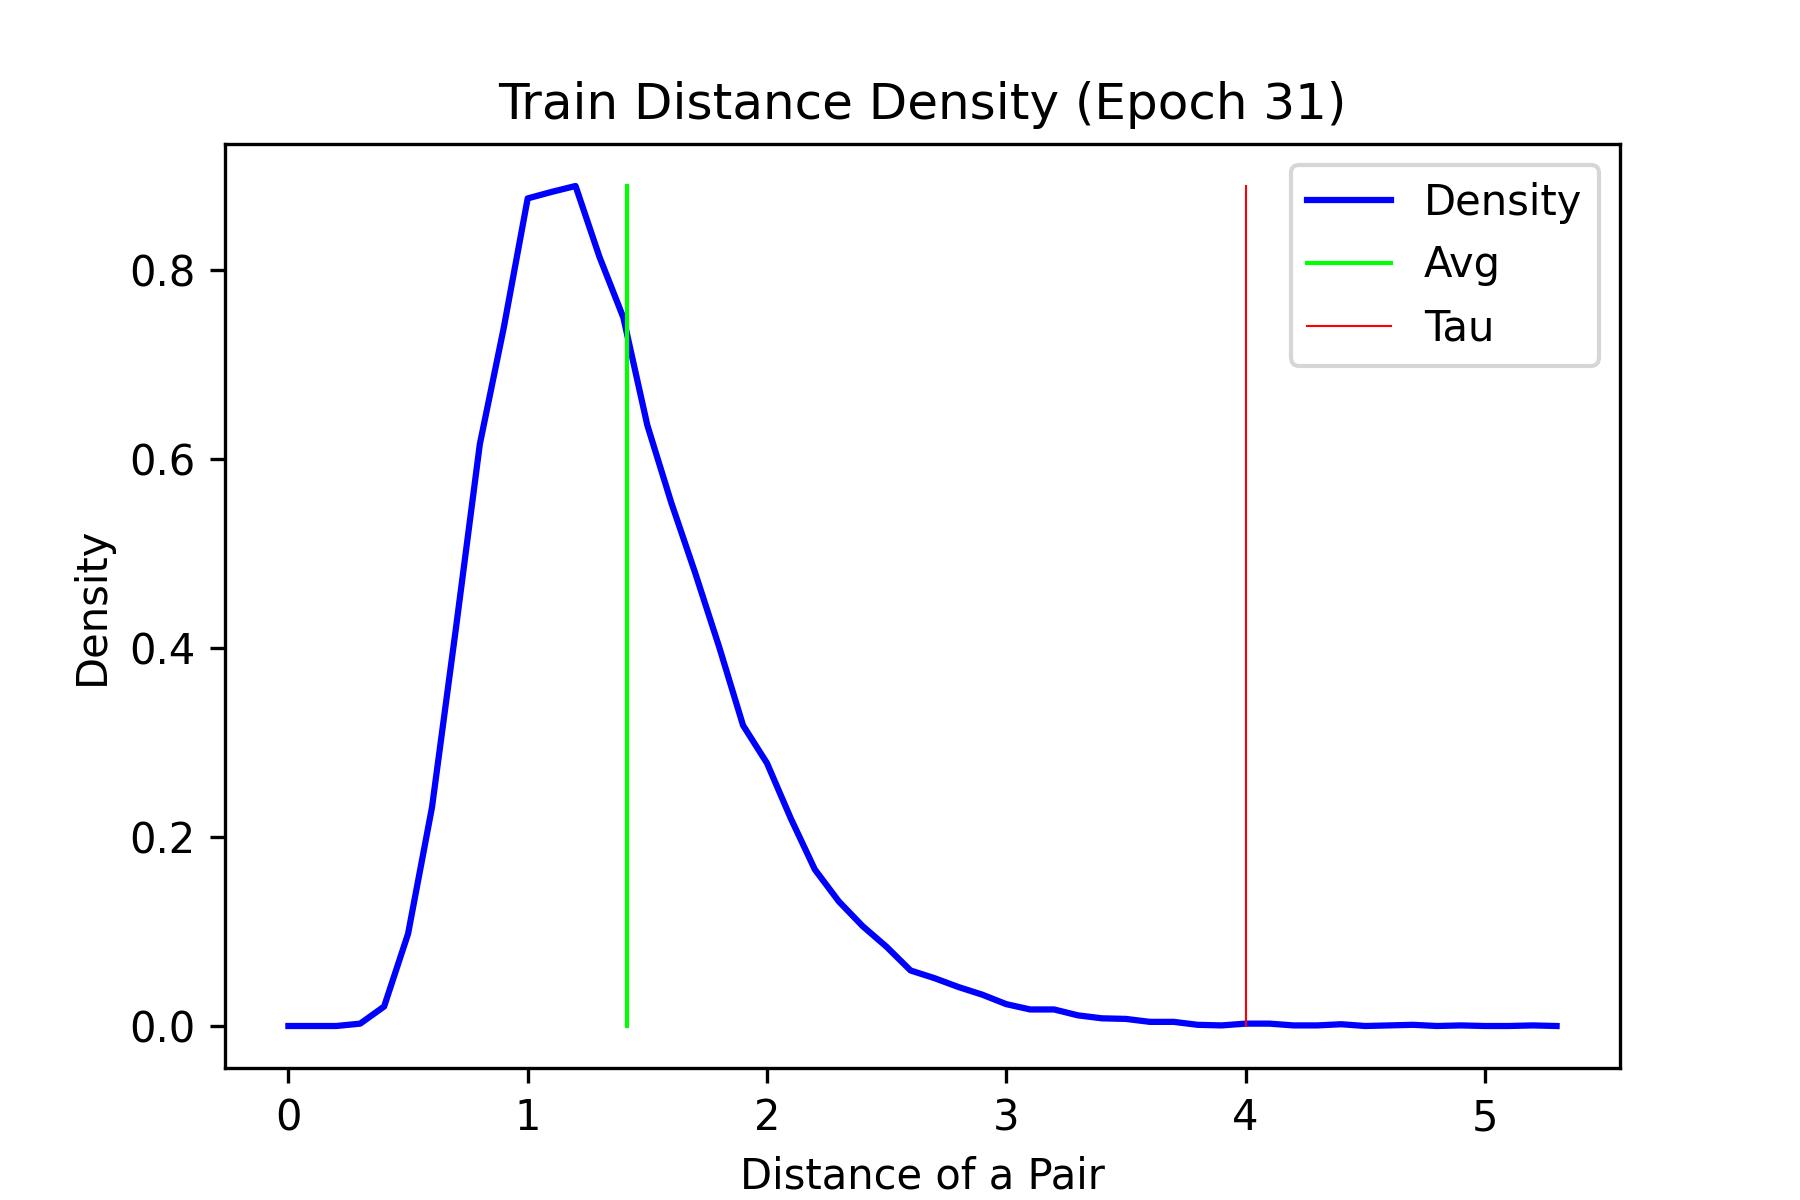 Train Distance Density (Epoch 31)
Density
Avg
Tau
Density
0.8
0.6
0.4
0.2
0.0
0 1 2 3 4 5
Distance of a Pair